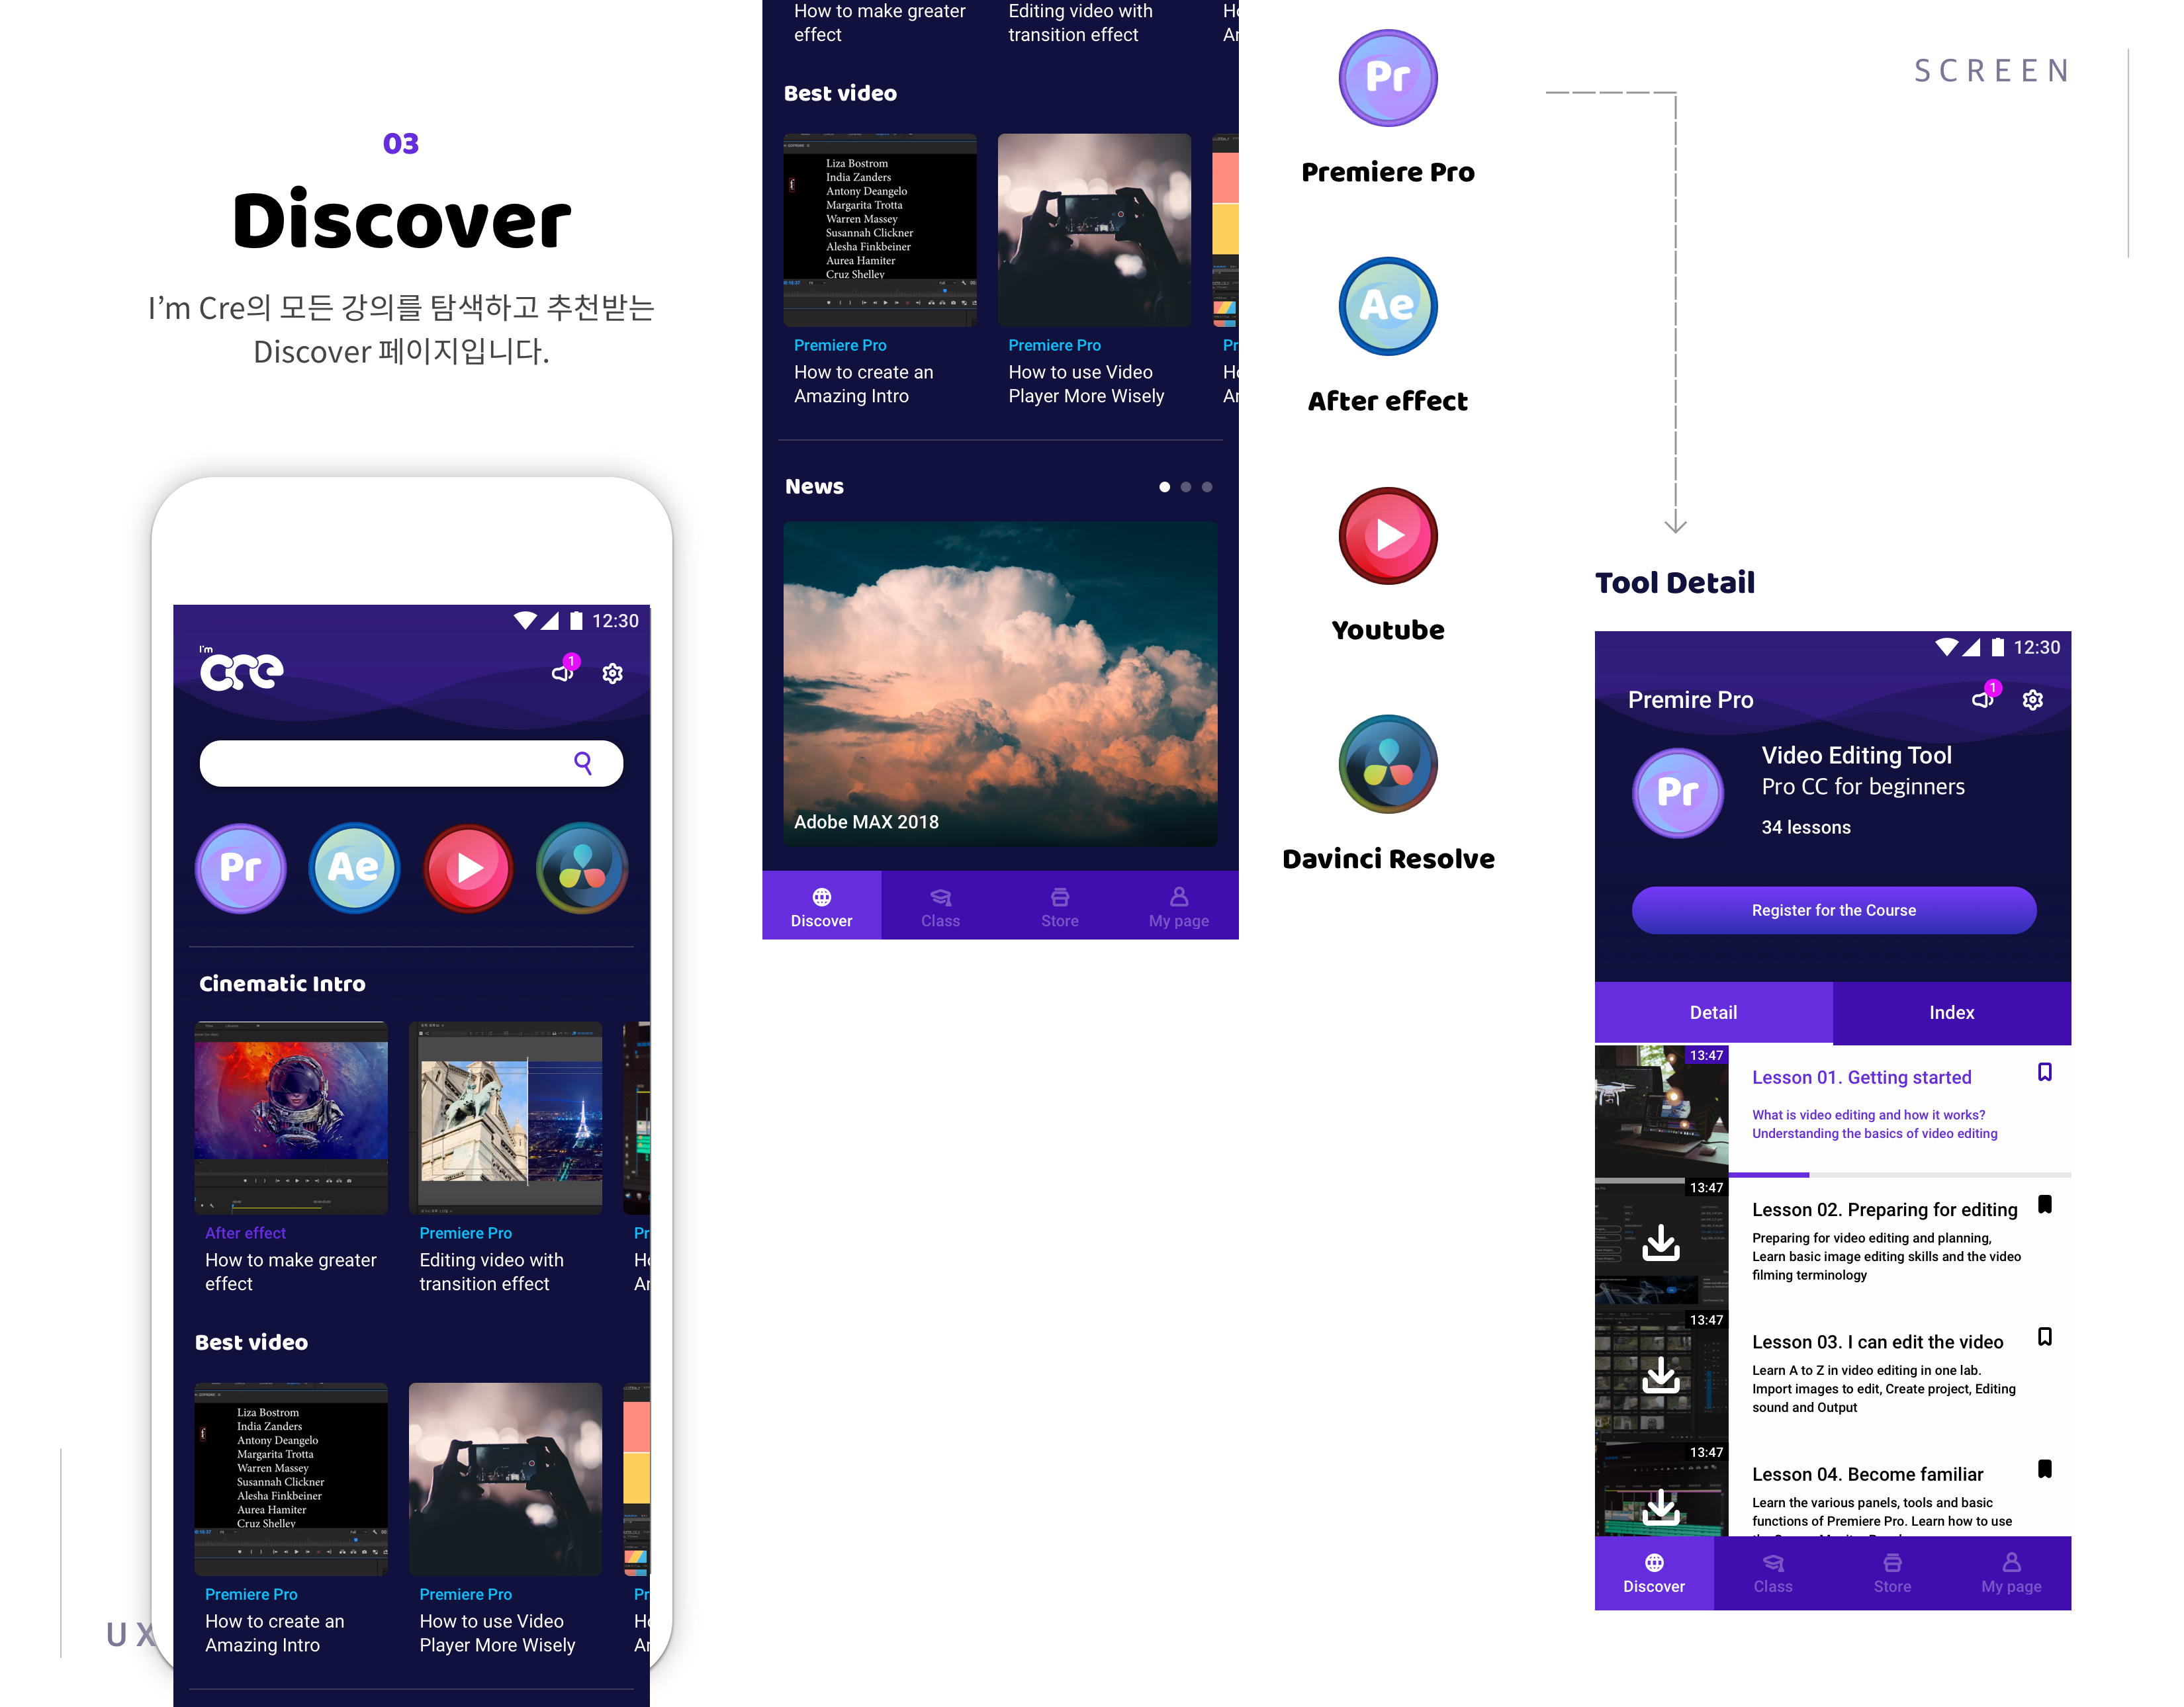 03
Discover
I'm Cre의 모든 강의를 탐색하고 추천받는
Discover 페이지입니다.
12:30
I'm
cre
1
Pr
Ae
Cinematic Intro
After effect
How to make greater
effect
Premiere Pro
Editing video with
transition effect
Best video
Liza Bostrom
India Zanders
Antony Deangelo
Margarita Trotta
Warren Massey
Susannah Clickner
Alesha Finkbeiner
Aurea Hamiter
Cruz Shelley
Premiere Pro
How to create an
Amazing Intro
Premiere Pro
How to use Video
Player More Wisely
UX
How to make greater
effect
Editing video with
transition effect
Best video
Liza Bostrom
India Zanders
Antony Deangelo
Margarita Trotta
Warren Massey
Susannah Clickner
Alesha Finkbeiner
Aurea Hamiter
Cruz Shelley
Premiere Pro
How to create an
Amazing Intro
Premiere Pro
How to use Video
Player More Wisely
News
Adobe MAX 2018
Discover
Class
Store
My page
Pr
Premiere Pro
Ae
After effect
Youtube
Davinci Resolve
SCREEN
Tool Detail
12:30
Premire Pro
1
Pr
Video Editing Tool
Pro CC for beginners
34 lessons
Register for the Course
Detail
Index
13:47
Lesson 01. Getting started
What is video editing and how it works?
Understanding the basics of video editing
13:47
Lesson 02. Preparing for editing
Preparing for video editing and planning,
Learn basic image editing skills and the video
filming terminology
13:47
Lesson 03. I can edit the video
Learn A to Z in video editing in one lab.
Import images to edit, Create project, Editing
sound and Output
13:47
Lesson 04. Become familiar
Learn the various panels, tools and basic
functions of Premiere Pro. Learn how to use
Discover
Class
Store
My page